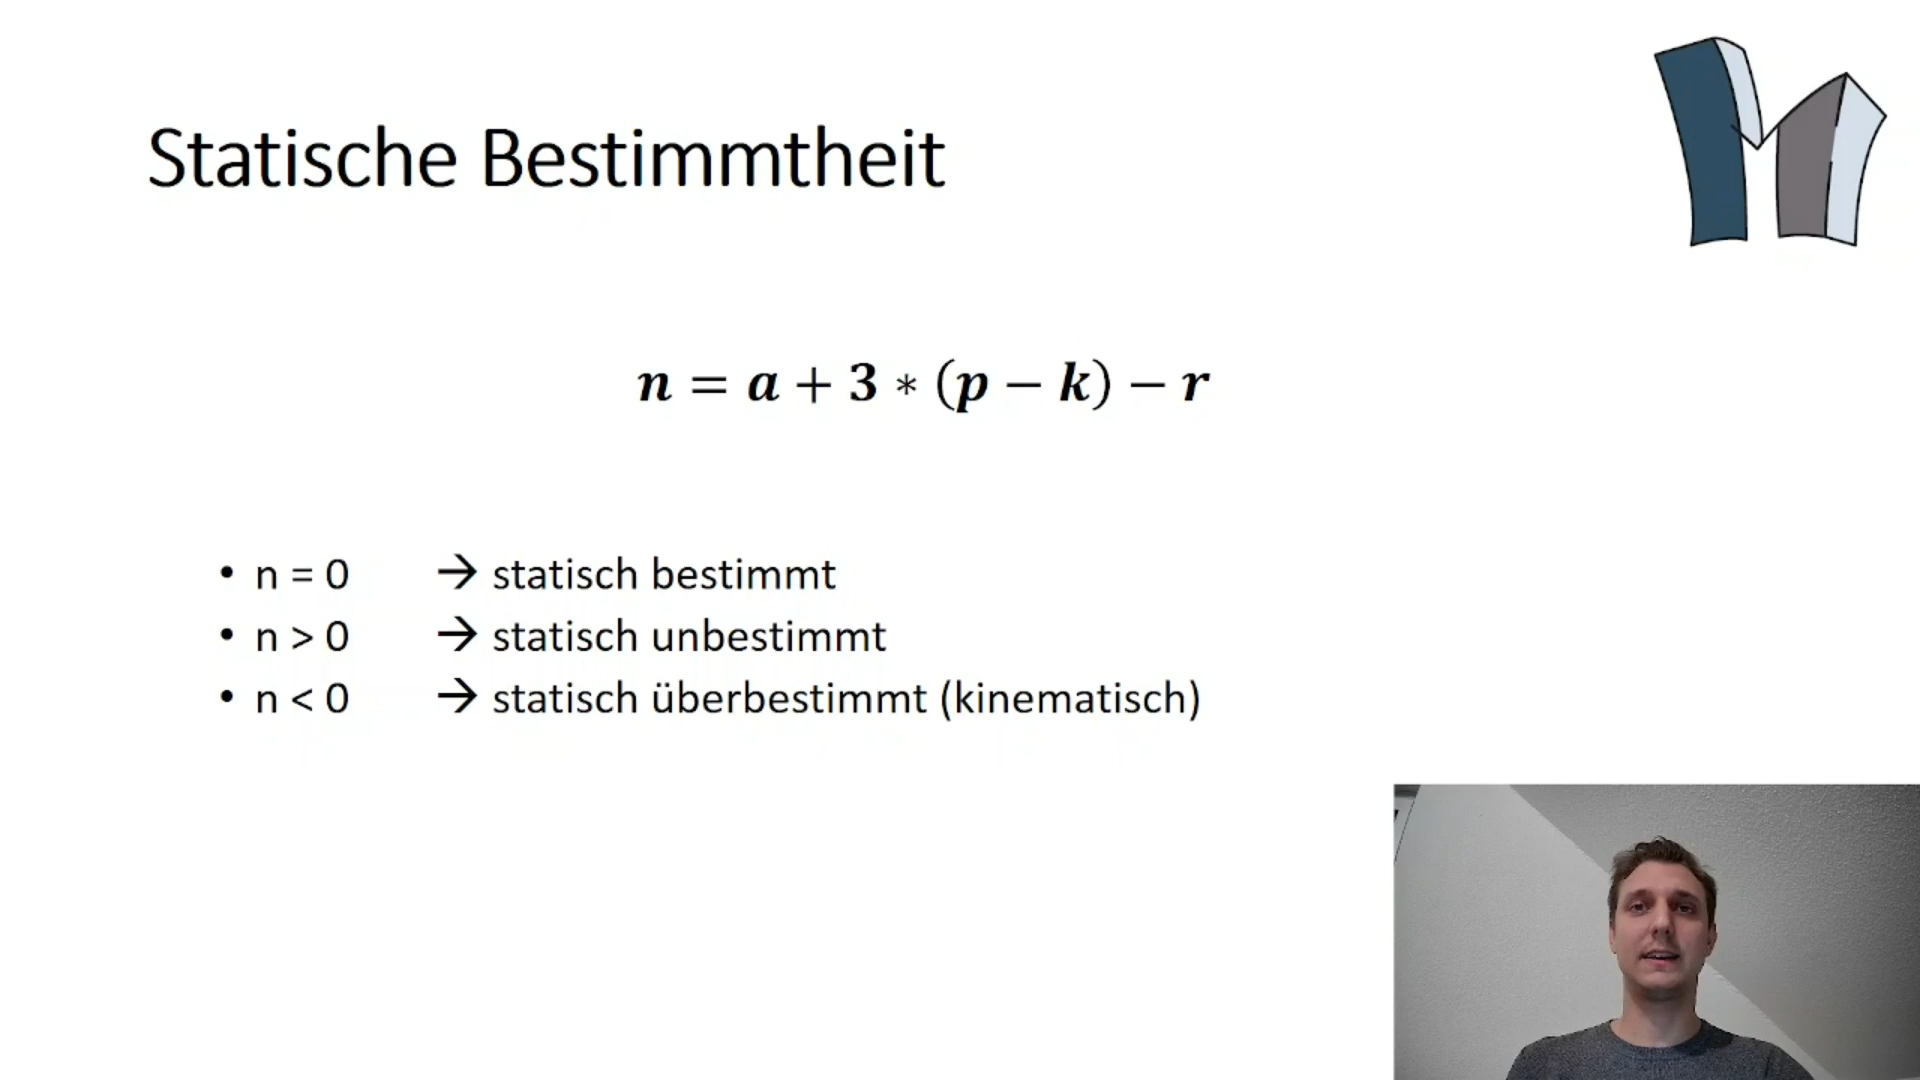 Statische Bestimmtheit
n = a + 3 * (p − k) − r
• n = 0 → statisch bestimmt
• n > 0 → statisch unbestimmt
• n < 0 → statisch überbestimmt (kinematisch)